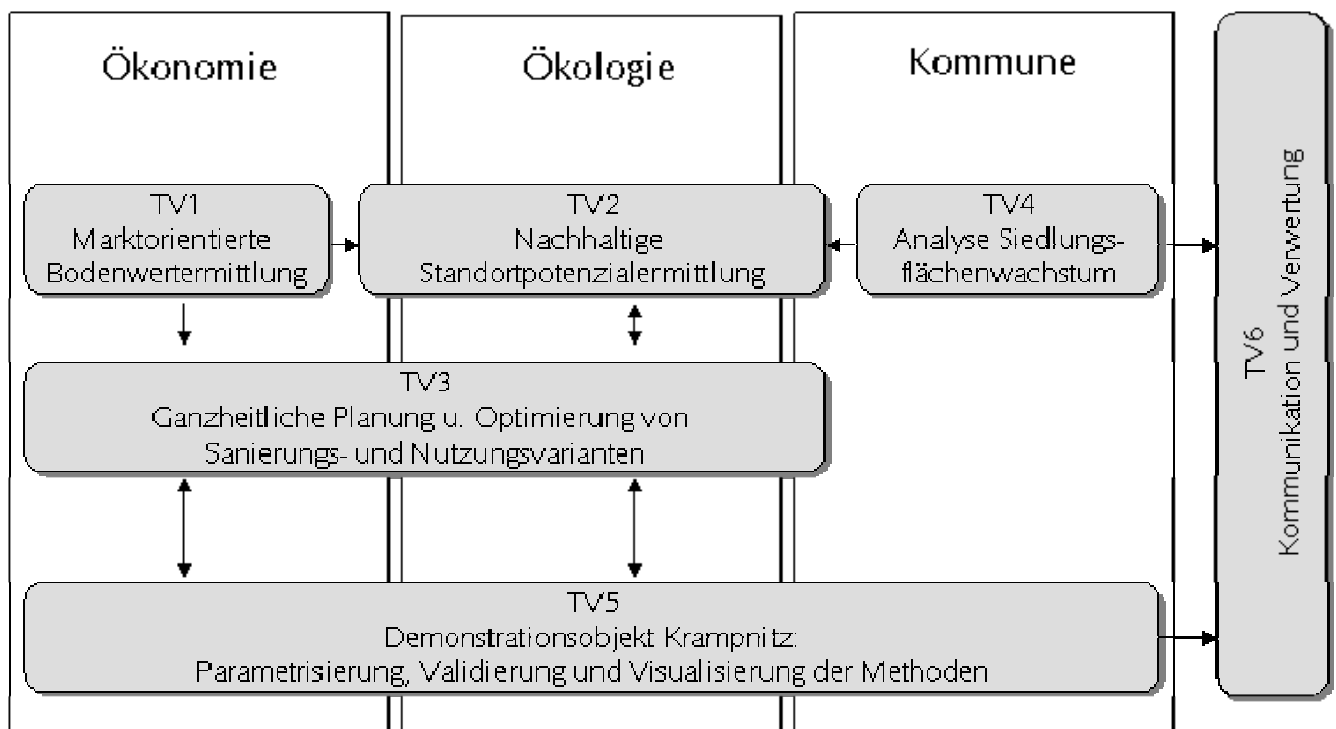 Ökonomie
Ökologie
Kommune
TV1
Marktorientierte
Bodenwertermittlung
TV2
Nachhaltige
Standortpotenzialermittlung
TV4
Analyse Siedlungs-
flächenwachstum
TV3
Ganzheitliche Planung u. Optimierung von
Sanierungs- und Nutzungsvarianten
TV5
Demonstrationsobjekt Krampnitz:
Parametrisierung, Validierung und Visualisierung der Methoden
TV6
Kommunikation und Verwertung